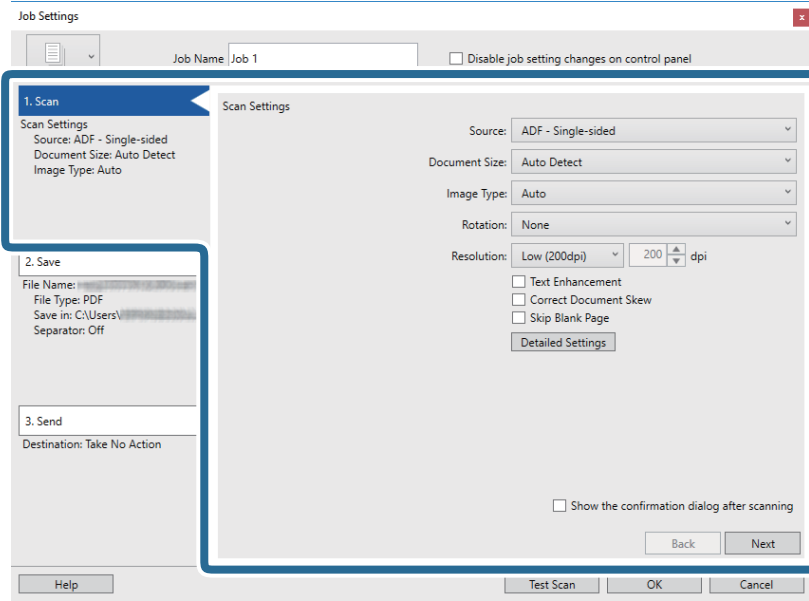 Job Settings
x
Job Name Job 1
Disable job setting changes on control panel
1. Scan
Scan Settings
Source: ADF - Single-sided
Document Size: Auto Detect
Image Type: Auto
Scan Settings
Source: ADF - Single-sided
Document Size: Auto Detect
Image Type: Auto
Rotation: None
Resolution: Low (200dpi) 200 dpi
Text Enhancement
Correct Document Skew
Skip Blank Page
Detailed Settings
2. Save
File Name:
File Type: PDF
Save in: C:\Users\
Separator: Off
3. Send
Destination: Take No Action
Show the confirmation dialog after scanning
Back Next
Help Test Scan OK Cancel